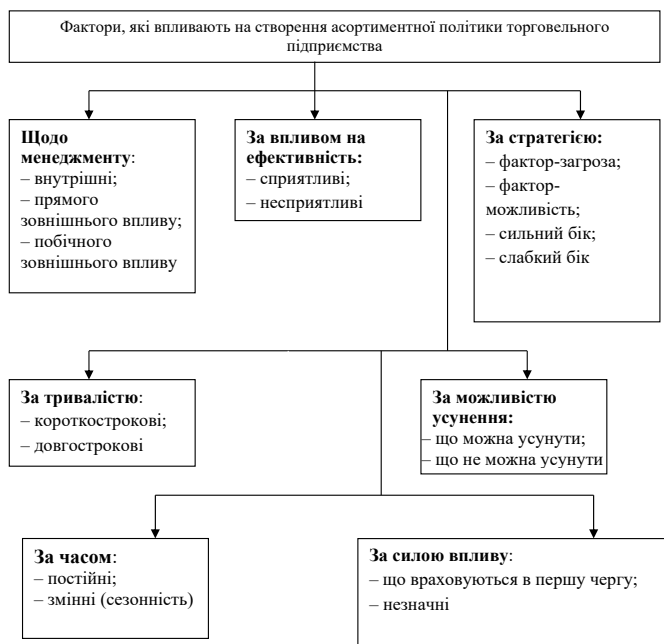 Фактори, які впливають на створення асортиментної політики торговельного
підприємства
Щодо
менеджменту:
– внутрішні;
– прямого
зовнішнього впливу;
– побічного
зовнішнього впливу
За впливом на
ефективність:
– сприятливі;
– несприятливі
За стратегією:
– фактор-загроза;
– фактор-
можливість;
– сильний бік;
– слабкий бік
За тривалістю:
– короткострокові;
– довгострокові
За можливістю
усунення:
– що можна усунути;
– що не можна усунути
За часом:
– постійні;
– змінні (сезонність)
За силою впливу:
– що враховуються в першу чергу;
– незначні